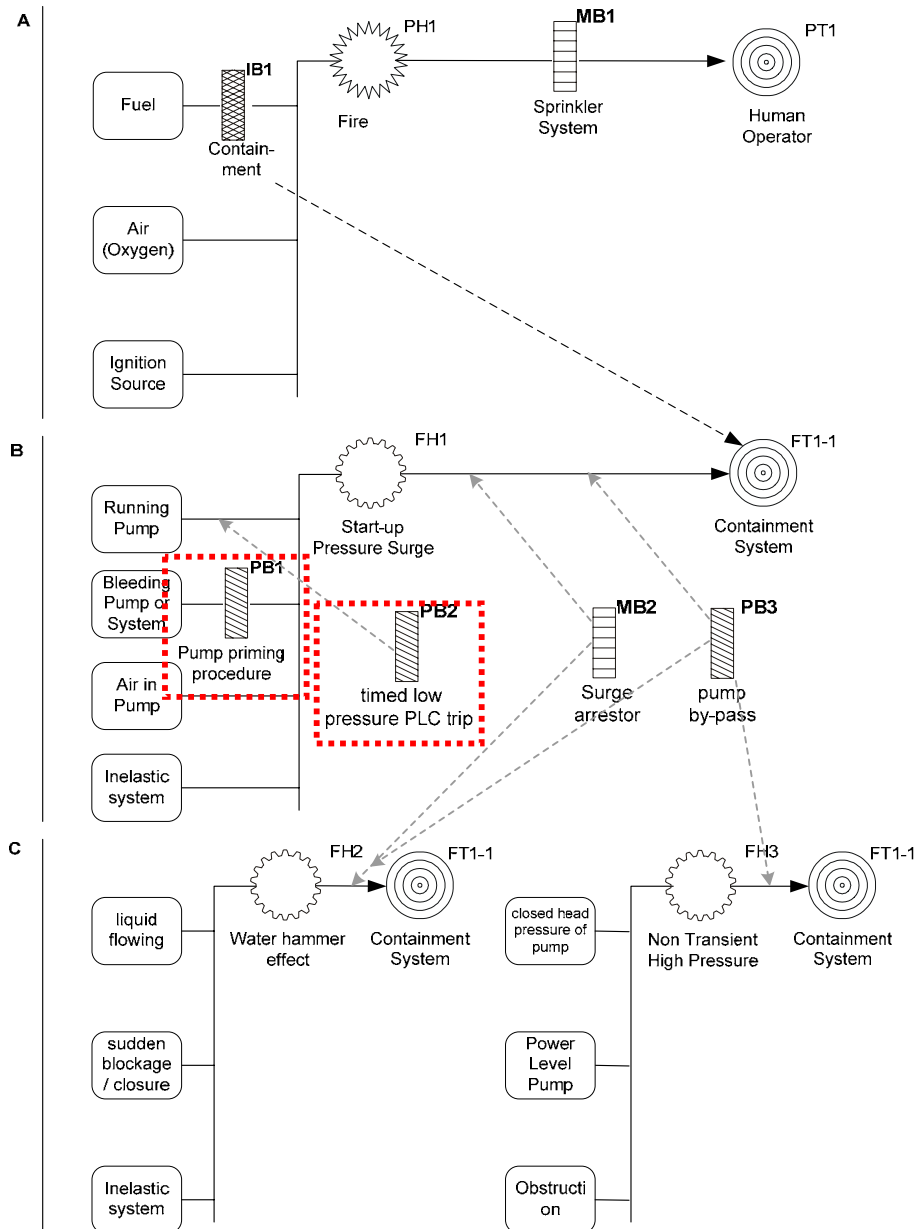 A
PH1
MB1
PT1
IB1
Fuel
Fire
Sprinkler
System
Human
Operator
Contain-
ment
Air
(Oxygen)
Ignition
Source
B
FH1
FT1-1
Running
Pump
Start-up
Pressure Surge
Containment
System
Bleeding
Pump or
System
PB1
Pump priming
procedure
PB2
timed low
pressure PLC trip
MB2
Surge
arrestor
PB3
pump
by-pass
Air in
Pump
Inelastic
system
C
FH2
FT1-1
FH3
FT1-1
liquid
flowing
Water hammer
effect
Containment
System
closed head
pressure of
pump
Non Transient
High Pressure
Containment
System
sudden
blockage
/ closure
Power
Level
Pump
Inelastic
system
Obstructi
on